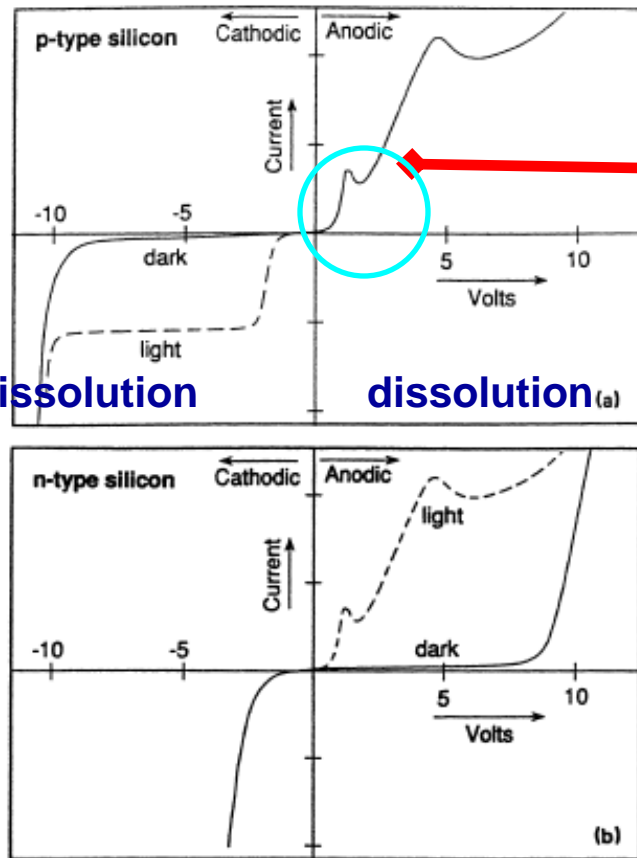 p-type silicon
Cathodic Anodic
Current
-10 -5
dark
5 10
Volts
light
issolution dissolution (a)
n-type silicon
Cathodic Anodic
light
Current
-10 -5
dark
5 10
Volts
(b)